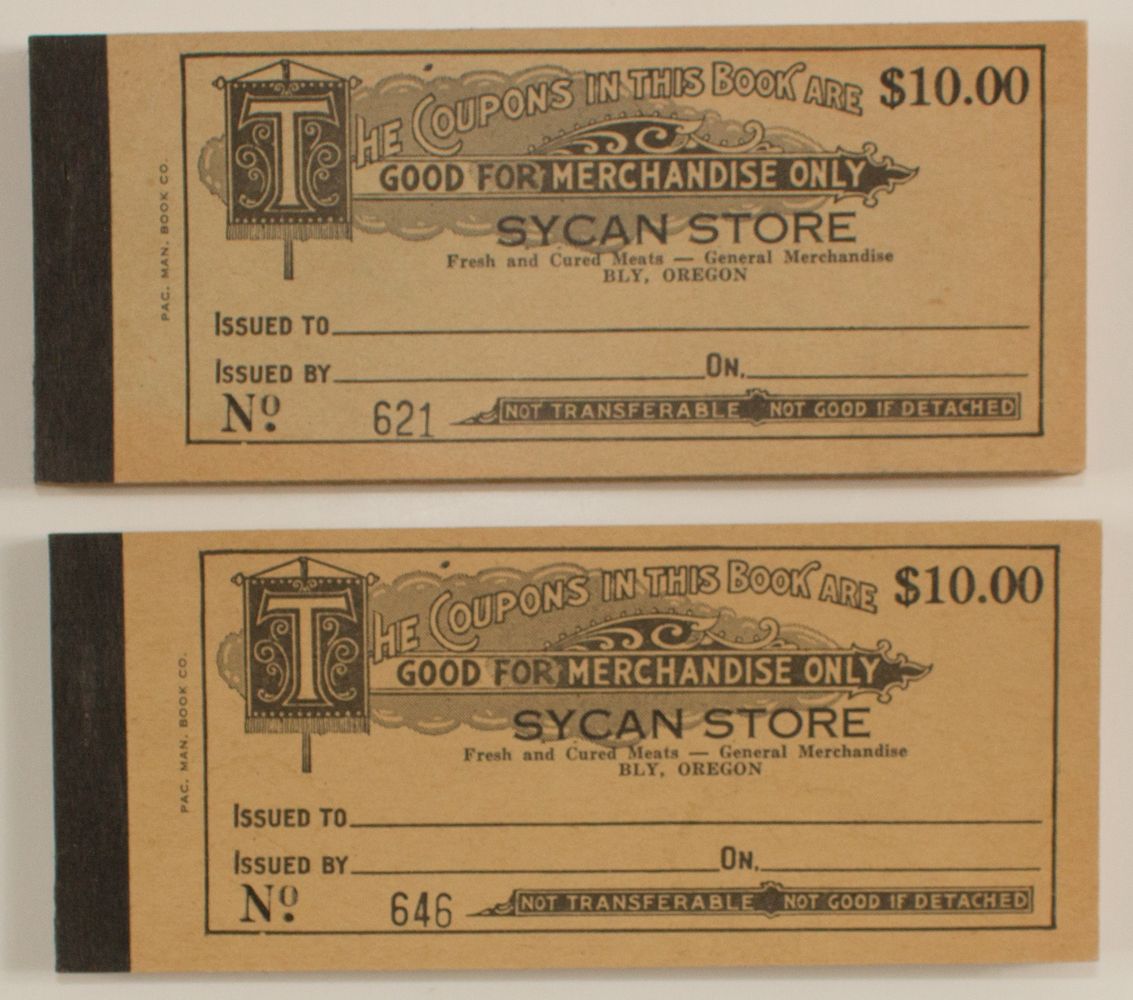 THE COUPONS IN THIS BOOK ARE $10.00
GOOD FOR MERCHANDISE ONLY
SYCAN STORE
Fresh and Cured Meats — General Merchandise
BLY, OREGON
ISSUED TO
ISSUED BY ON.
No. 621 NOT TRANSFERABLE NOT GOOD IF DETACHED
PAC. MAN. BOOK CO.
THE COUPONS IN THIS BOOK ARE $10.00
GOOD FOR MERCHANDISE ONLY
SYCAN STORE
Fresh and Cured Meats — General Merchandise
BLY, OREGON
ISSUED TO
ISSUED BY ON.
No. 646 NOT TRANSFERABLE NOT GOOD IF DETACHED
PAC. MAN. BOOK CO.